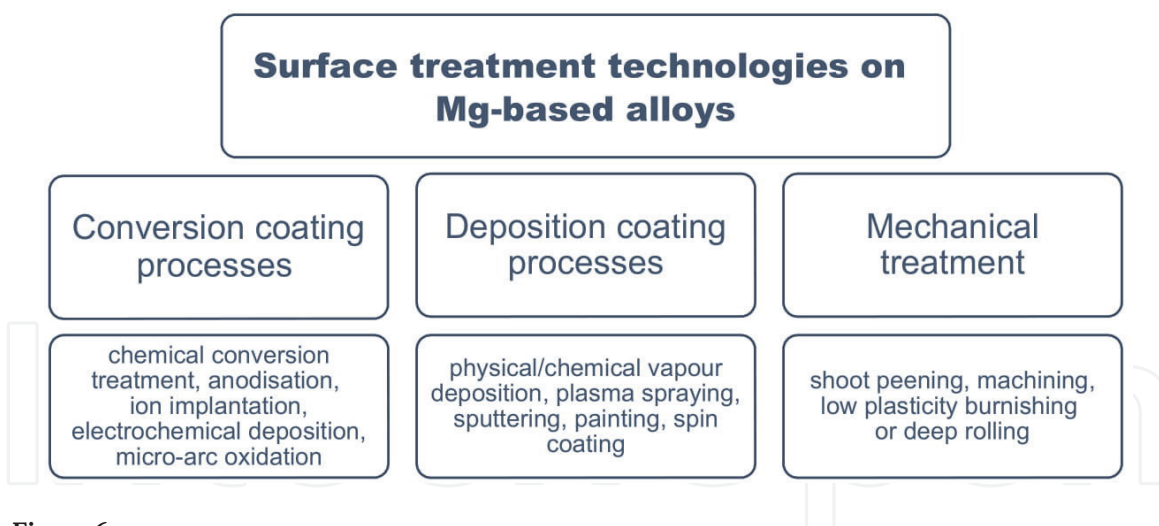 Surface treatment technologies on
Mg-based alloys
Conversion coating
processes
Deposition coating
processes
Mechanical
treatment
chemical conversion
treatment, anodisation,
ion implantation,
electrochemical deposition,
micro-arc oxidation
physical/chemical vapour
deposition, plasma spraying,
sputtering, painting, spin
coating
shoot peening, machining,
low plasticity burnishing
or deep rolling